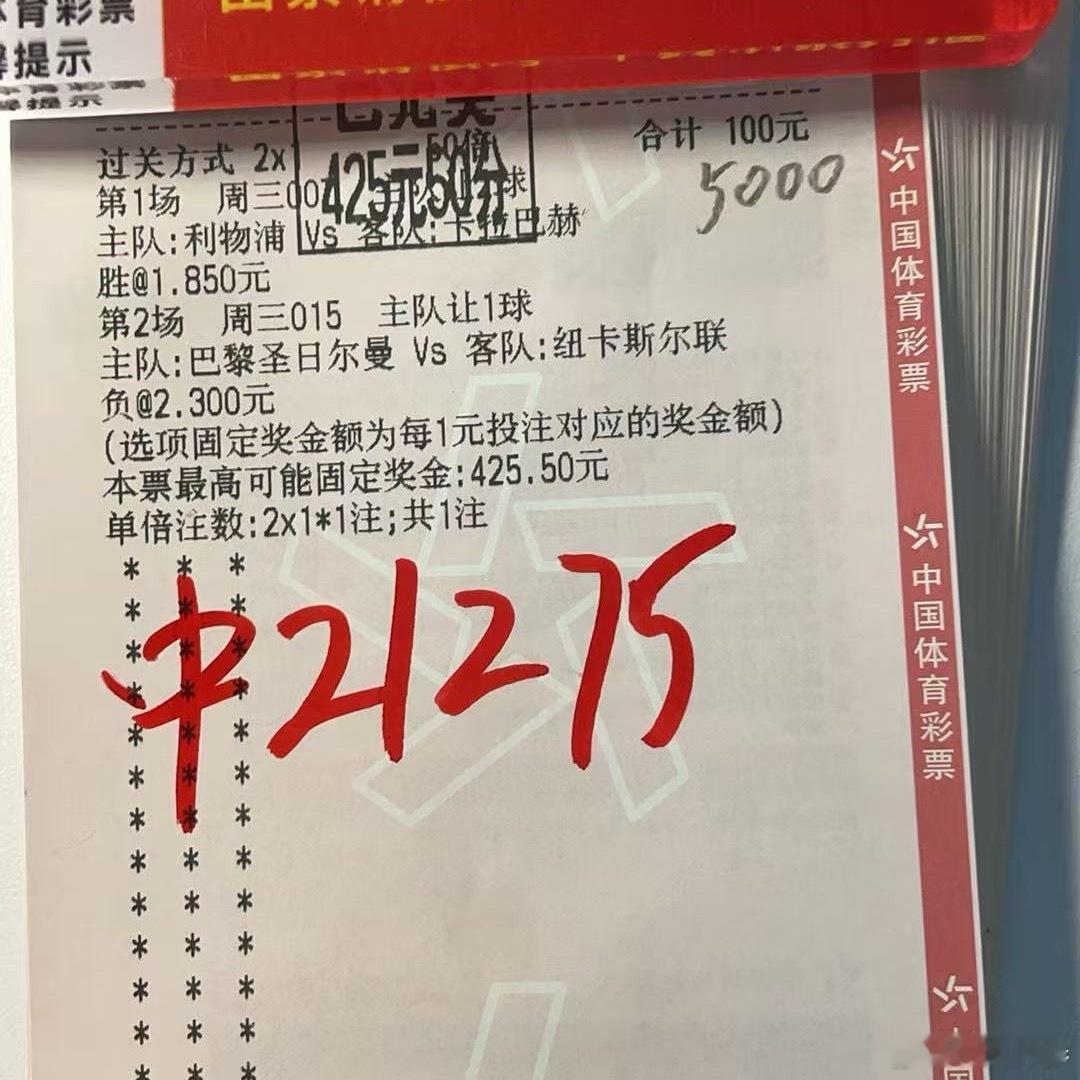 体育彩票
提示
过关方式 2x1 50倍 合计 100元
已兑奖
425元50分
5000
第1场 周三00 球
主队:利物浦 Vs 客队:卡拉巴赫
胜@1.850元
第2场 周三015 主队让1球
主队:巴黎圣日尔曼 Vs 客队:纽卡斯尔联
负@2.300元
(选项固定奖金额为每1元投注对应的奖金额)
本票最高可能固定奖金:425.50元
单倍注数:2x1*1注;共1注
中21275
中国体育彩票
中国体育彩票
中国